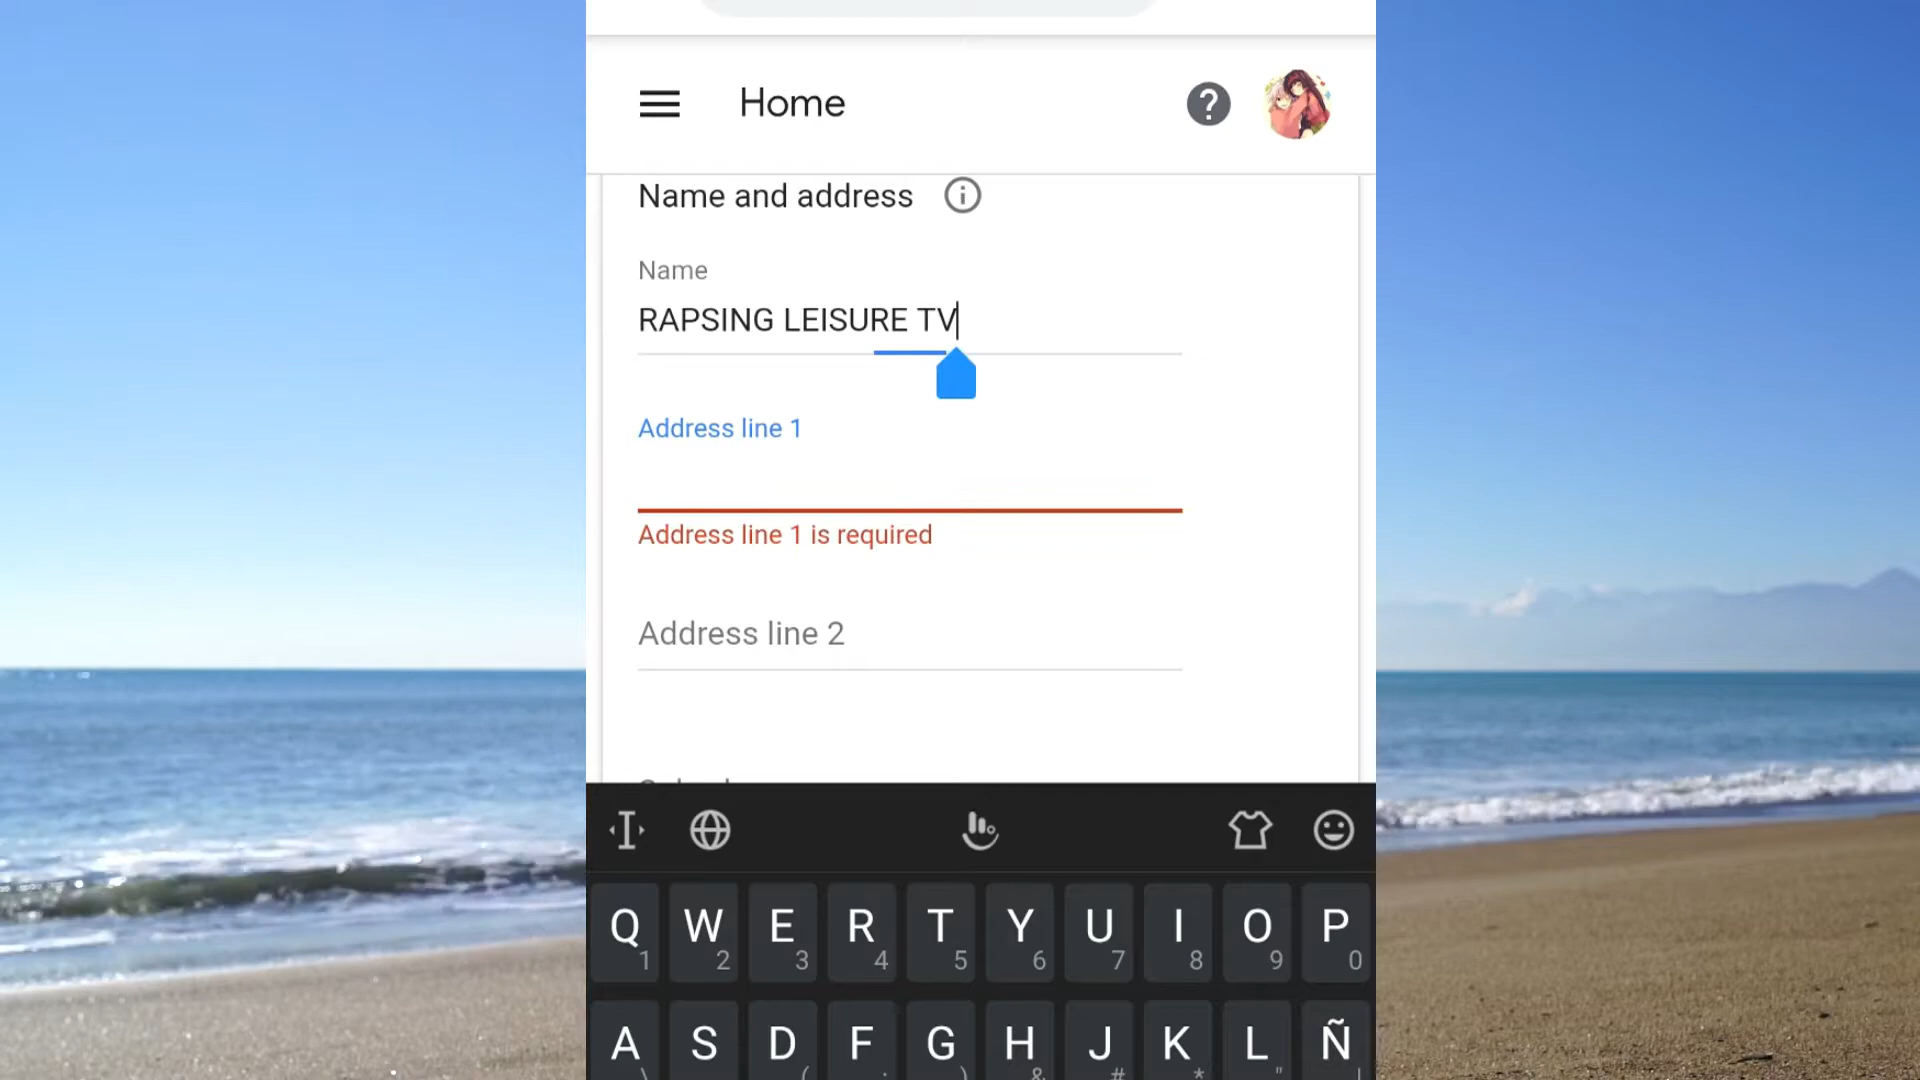 Home
Name and address
Name
RAPSING LEISURE TV
Address line 1
Address line 1 is required
Address line 2
Q W E R T Y U I O P
1 2 3 4 5 6 7 8 9 0
A S D F G H J K L Ñ